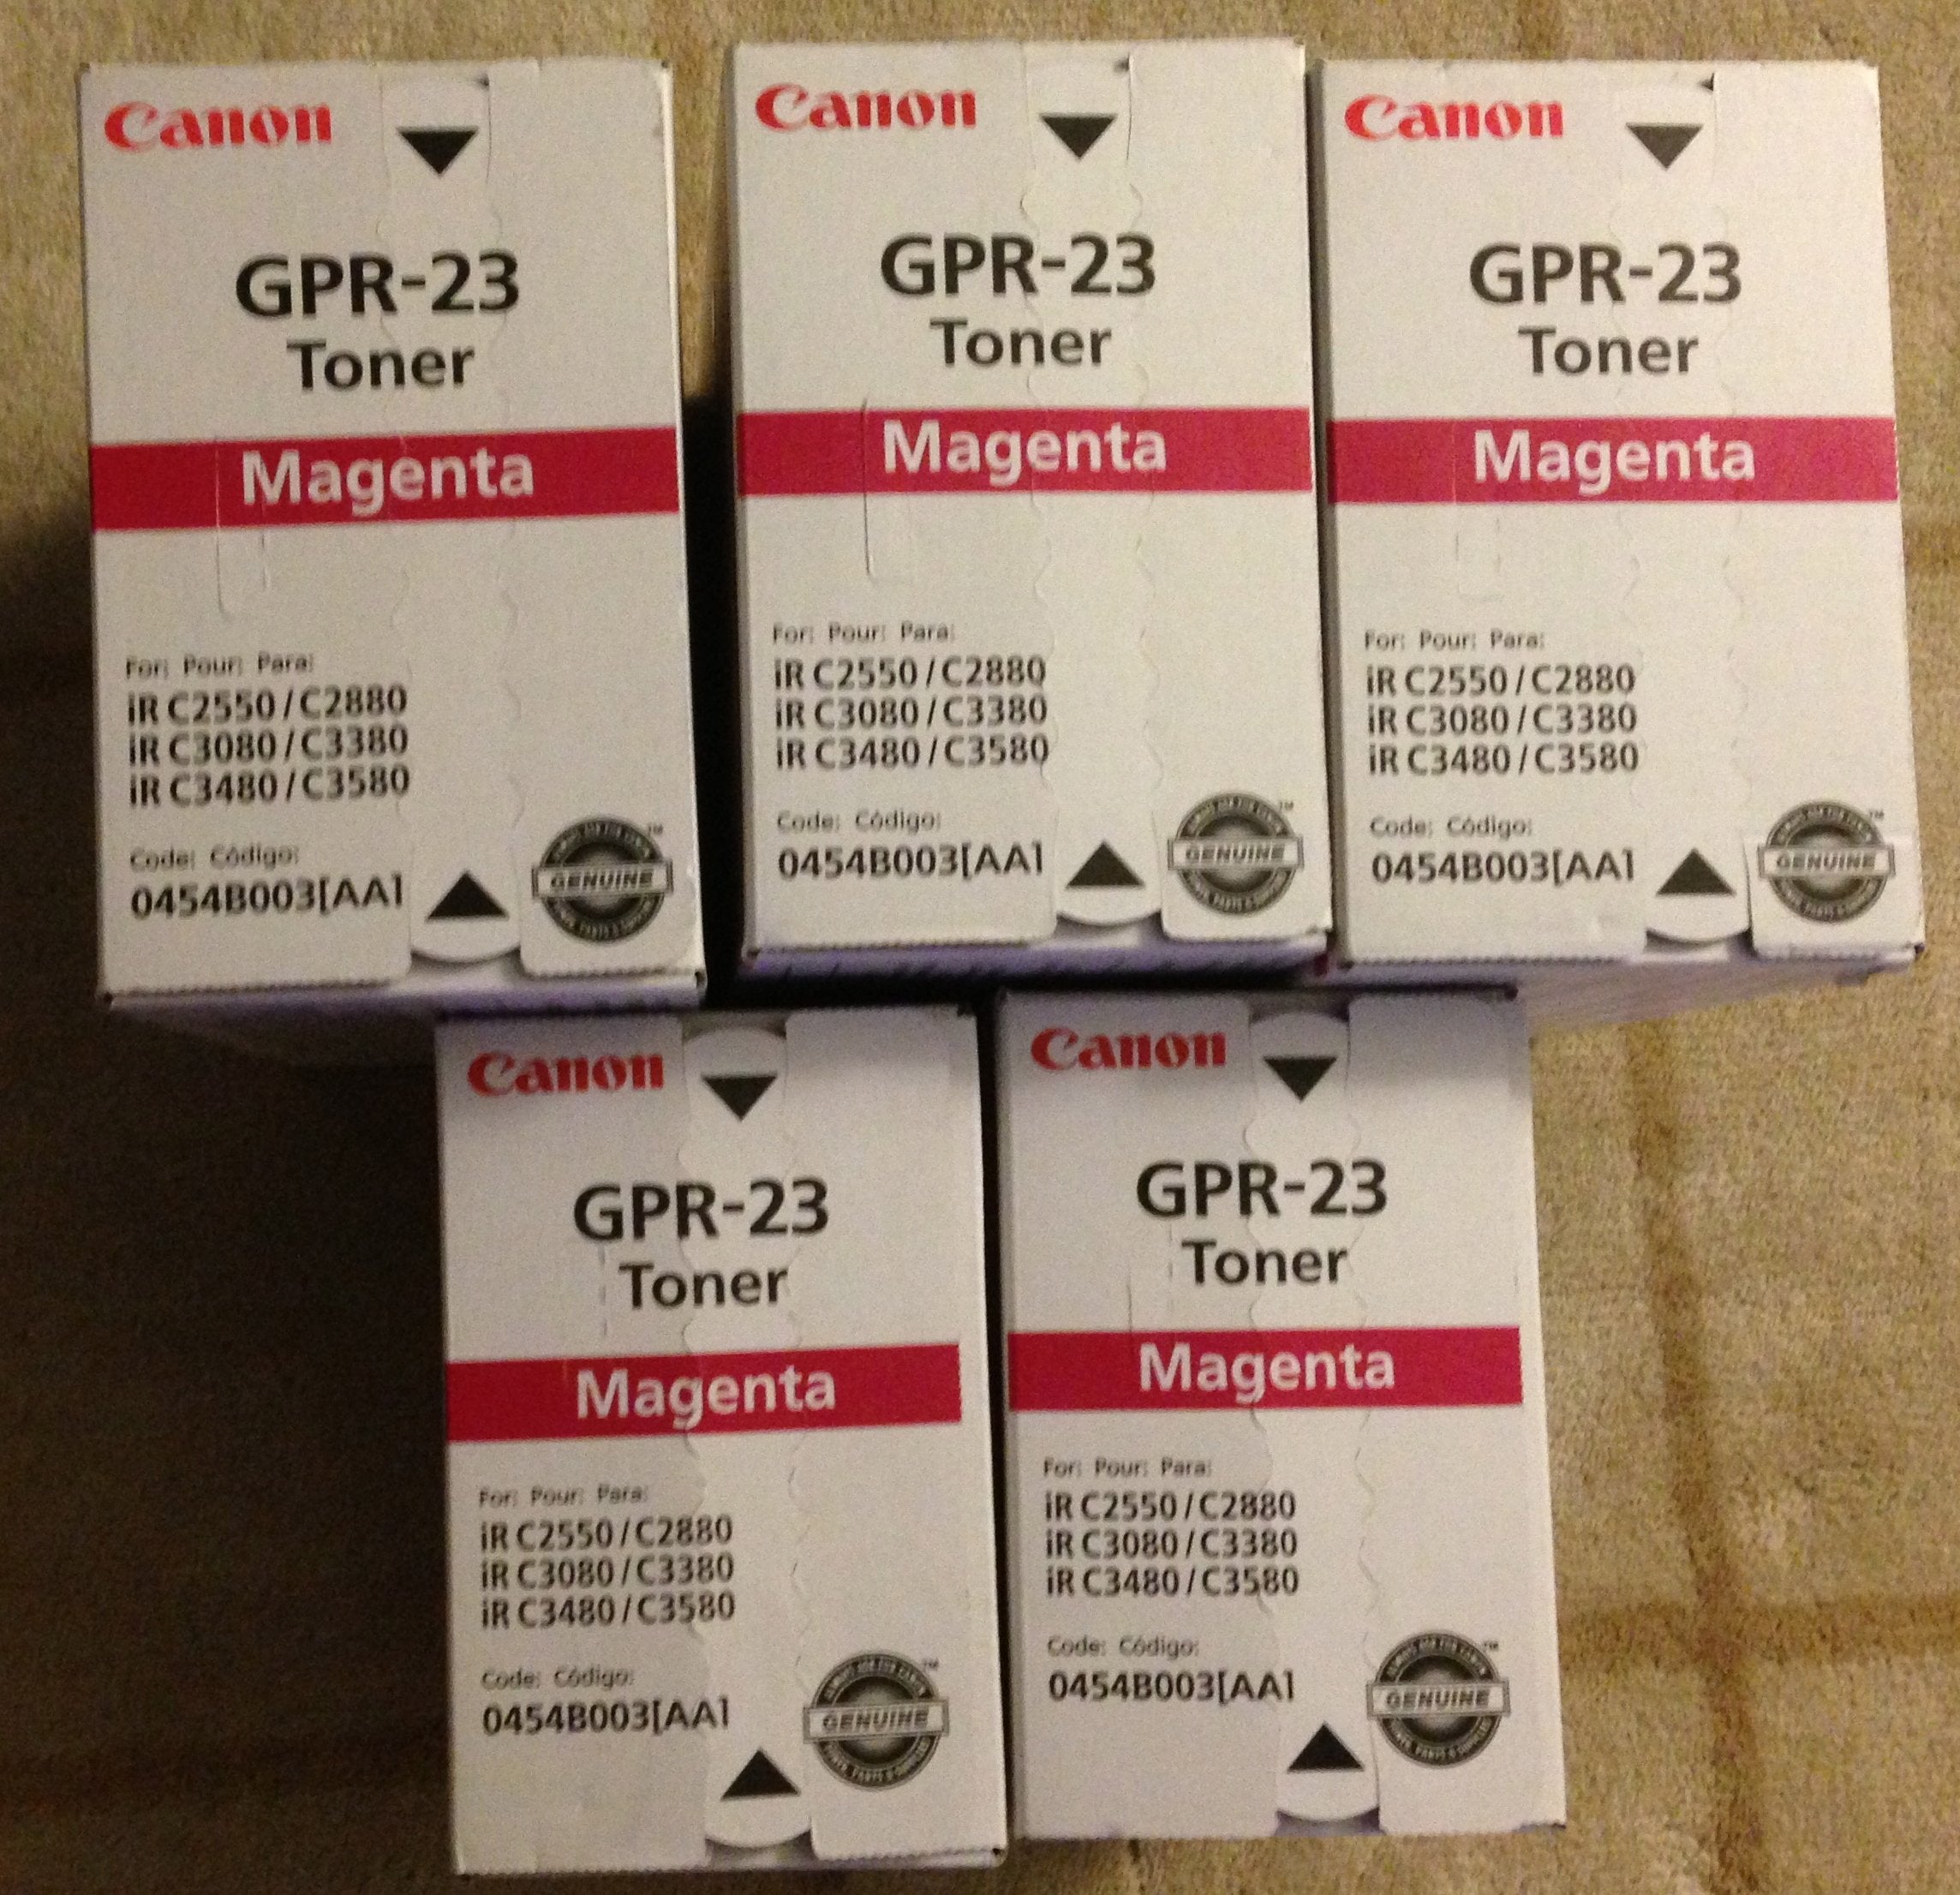 Canon
GPR-23
Toner
Magenta
For: Pour: Para:
iR C2550/C2880
iR C3080/C3380
iR C3480/C3580
Code: Código:
0454B003[AA]
GENUINE
Canon
GPR-23
Toner
Magenta
For: Pour: Para:
iR C2550/C2880
iR C3080/C3380
iR C3480/C3580
Code: Código:
0454B003[AA]
GENUINE
TM
Canon
GPR-23
Toner
Magenta
For: Pour: Para:
iR C2550/C2880
iR C3080/C3380
iR C3480/C3580
Code: Código:
0454B003[AA]
GENUINE
TM
Canon
GPR-23
Toner
Magenta
For: Pour: Para:
iR C2550/C2880
iR C3080/C3380
iR C3480/C3580
Code: Código:
0454B003[AA]
GENUINE
TM
Canon
GPR-23
Toner
Magenta
For: Pour: Para:
iR C2550/C2880
iR C3080/C3380
iR C3480/C3580
Code: Código:
0454B003[AA]
GENUINE
TM